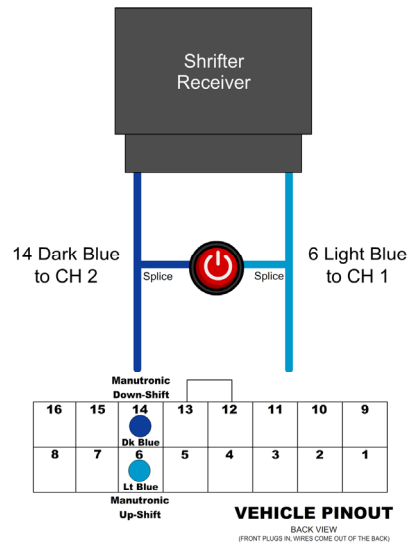 Shrifter
Receiver
14 Dark Blue
to CH 2
6 Light Blue
to CH 1
Splice
Splice
Manutronic
Down-Shift
16 15 14 13 12 11 10 9
Dk Blue
8 7 6 5 4 3 2 1
Lt Blue
Manutronic
Up-Shift
VEHICLE PINOUT
BACK VIEW
(FRONT PLUGS IN, WIRES COME OUT OF THE BACK)